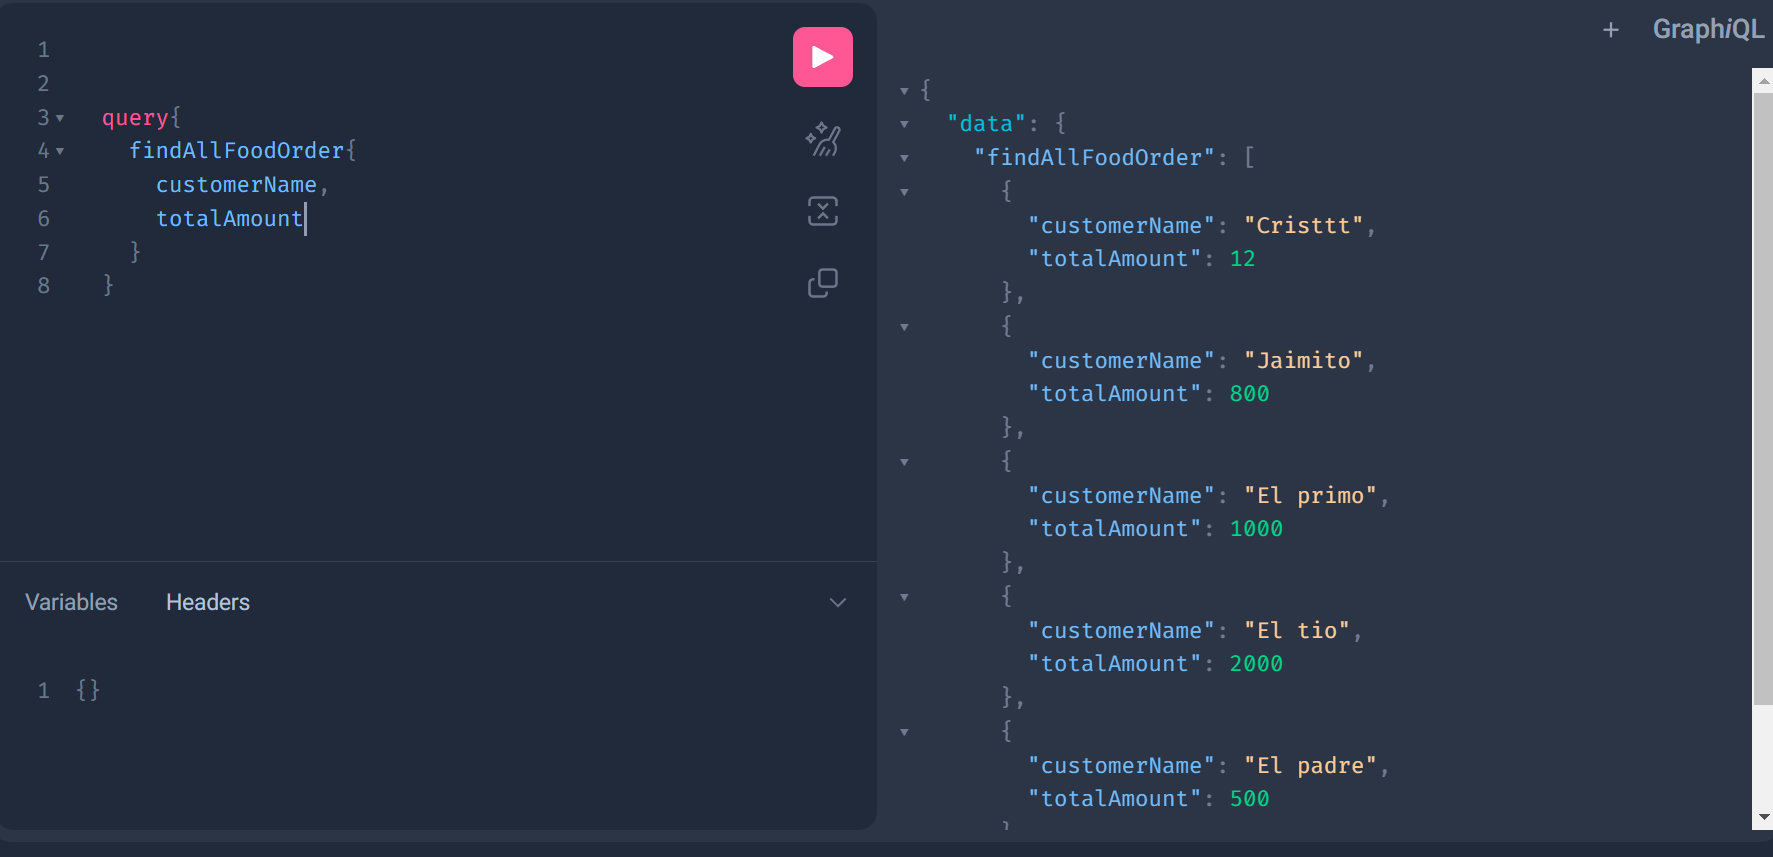 1
2
3 query{
4 findAllFoodOrder{
5 customerName,
6 totalAmount
7 }
8 }
Variables Headers
1 {}
+ GraphiQL
{
"data": {
"findAllFoodOrder": [
{
"customerName": "Cristtt",
"totalAmount": 12
},
{
"customerName": "Jaimito",
"totalAmount": 800
},
{
"customerName": "El primo",
"totalAmount": 1000
},
{
"customerName": "El tio",
"totalAmount": 2000
},
{
"customerName": "El padre",
"totalAmount": 500
}